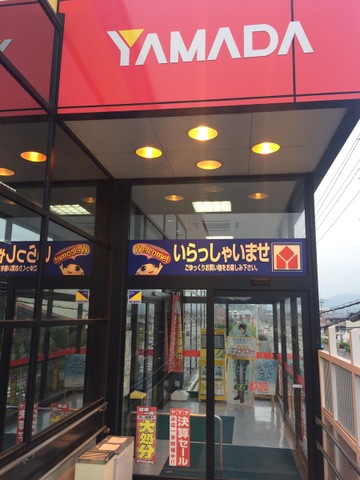 YAMADA
Welcome!
いらっしゃいませ
ごゆっくりお買い物をお楽しみ下さい。
大処分
決算セール